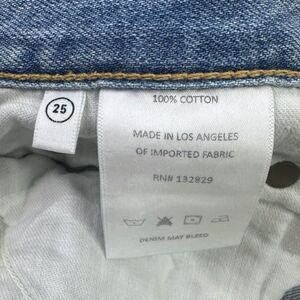 25
100% COTTON
MADE IN LOS ANGELES
OF IMPORTED FABRIC
RN# 132829
DENIM MAY BLEED